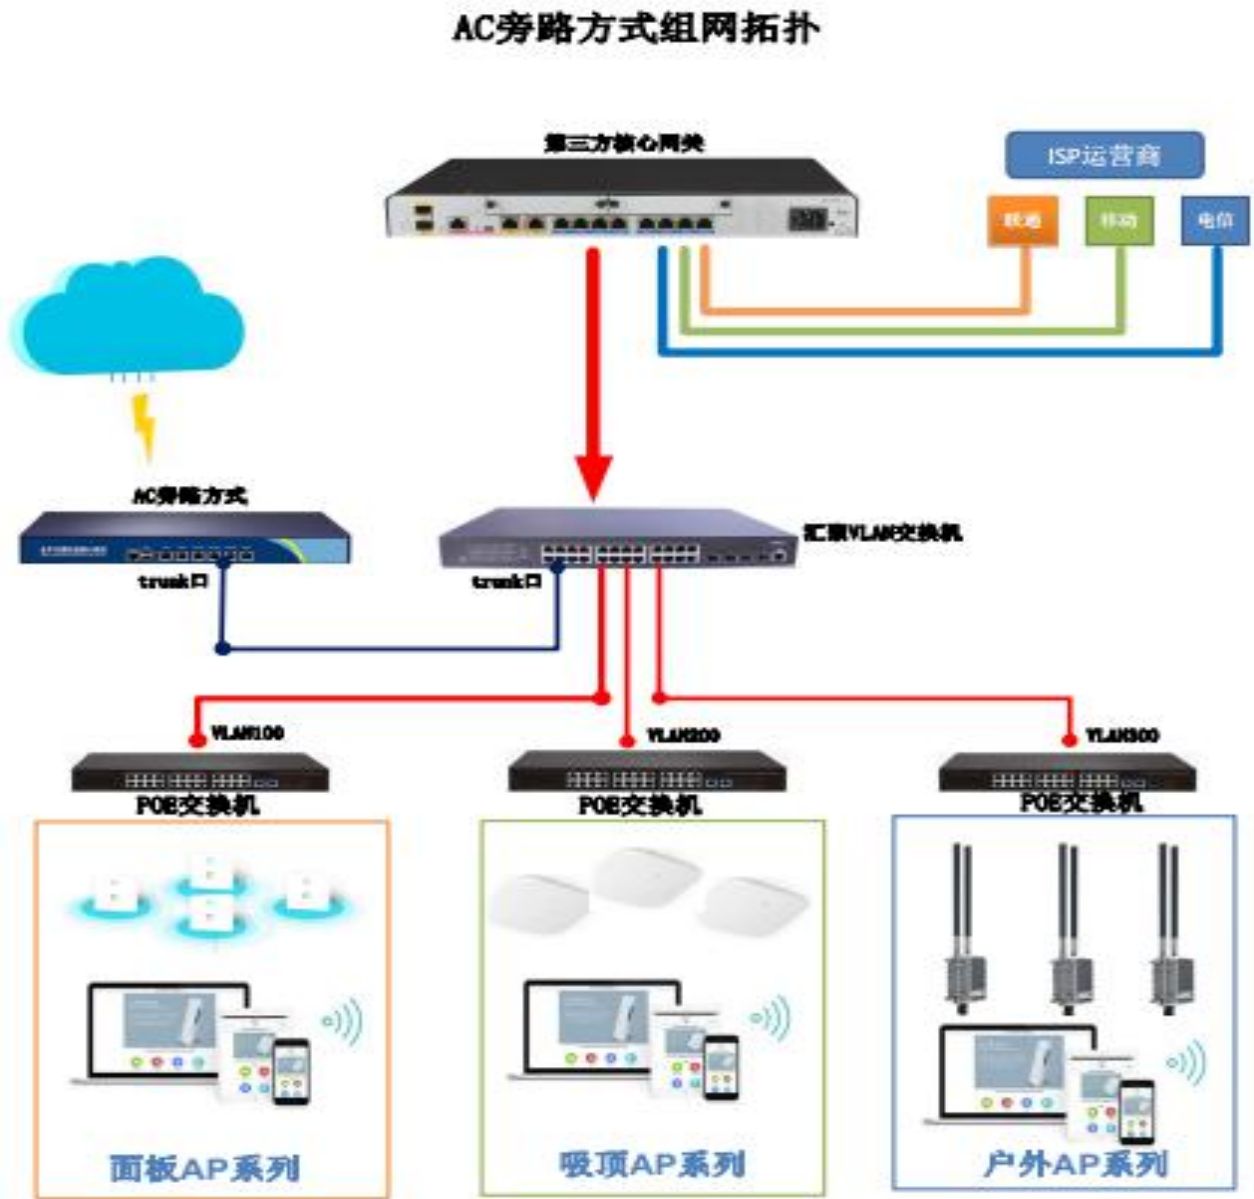 AC旁路方式组网拓扑
第三方核心网关
ISP运营商
联通
移动
电信
AC旁路方式
汇聚VLAN交换机
trunk口
trunk口
VLAN100
VLAN200
VLAN300
POE交换机
POE交换机
POE交换机
面板AP系列
吸顶AP系列
户外AP系列